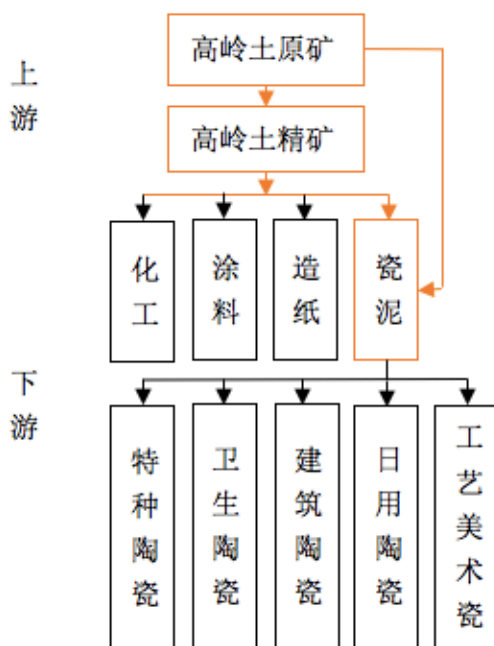 上游
高岭土原矿
高岭土精矿
化工
涂料
造纸
瓷泥
下游
特种陶瓷
卫生陶瓷
建筑陶瓷
日用陶瓷
工艺美术瓷